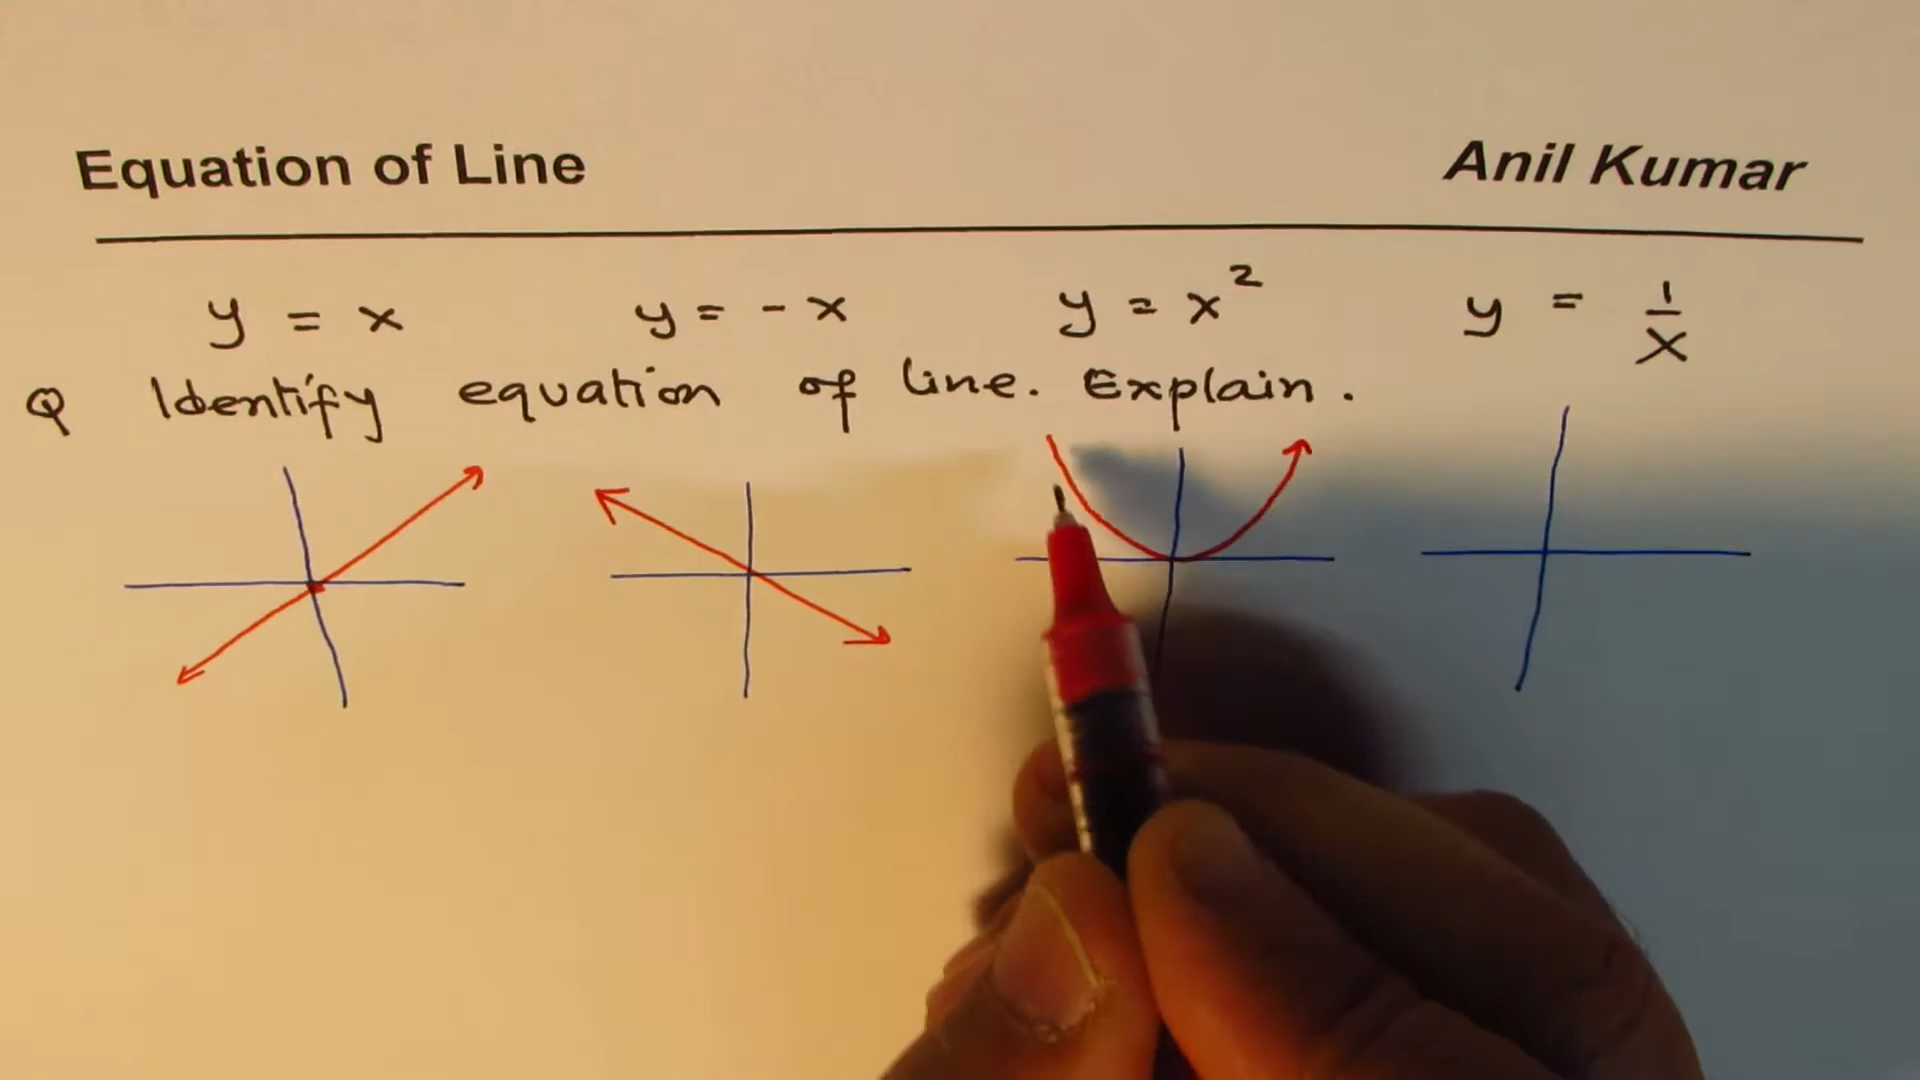 Equation of Line Anil Kumar
y = x y = - x y = x² y = 1/x
Q Identify equation of line. Explain.